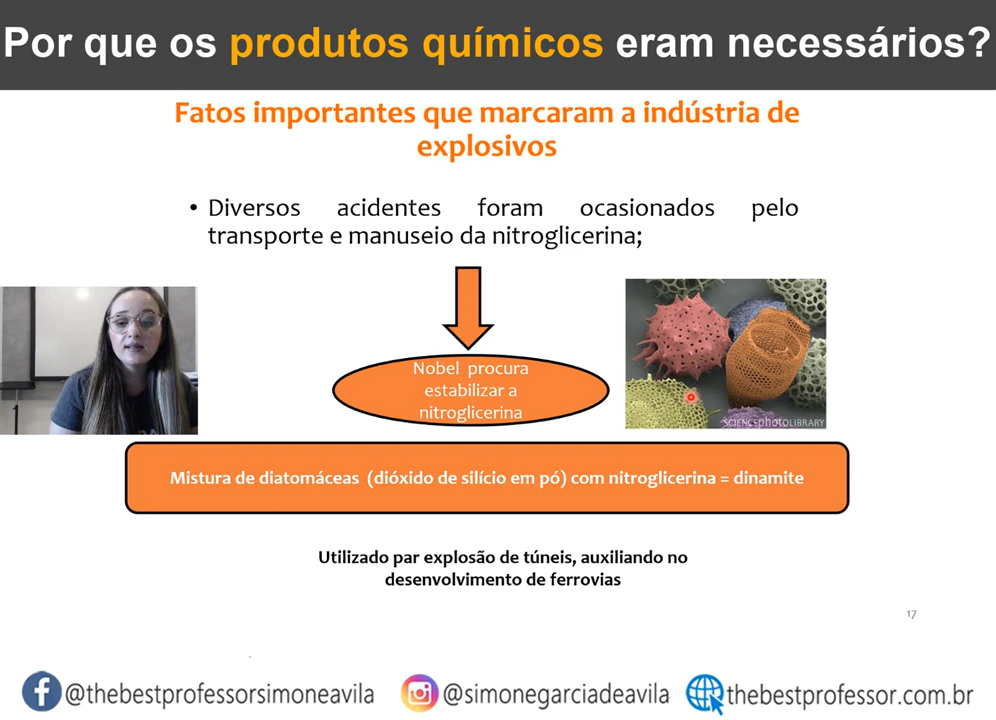 Por que os produtos químicos eram necessários?
Fatos importantes que marcaram a indústria de
explosivos
• Diversos acidentes foram ocasionados pelo
transporte e manuseio da nitroglicerina;
Nobel procura
estabilizar a
nitroglicerina
SCIENCEphotoLIBRARY
Mistura de diatomáceas (dióxido de silício em pó) com nitroglicerina = dinamite
Utilizado par explosão de túneis, auxiliando no
desenvolvimento de ferrovias
17
@thebestprofessorsimoneavila @simonegarciadeavila thebestprofessor.com.br